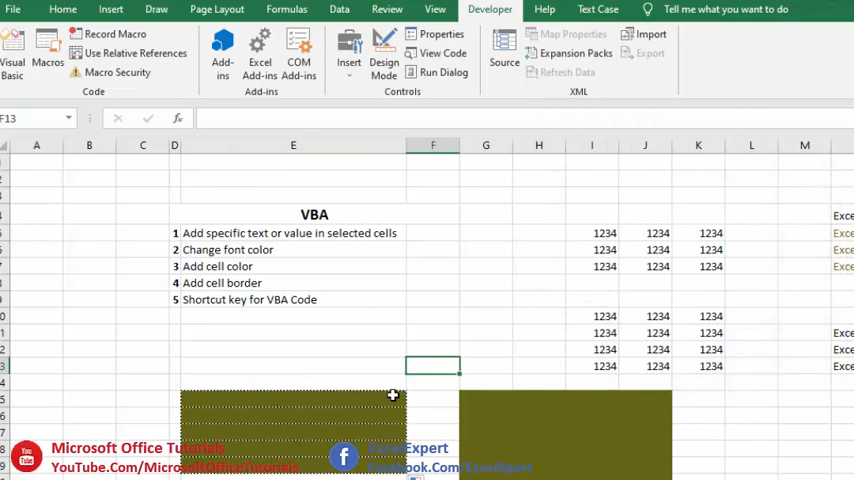 File Home Insert Draw Page Layout Formulas Data Review View Developer Help Text Case Tell me what you want to do
Visual Basic
Macros
Record Macro
Use Relative References
Macro Security
Code
Add-ins
Excel Add-ins
COM Add-ins
Add-ins
Insert
Design Mode
Properties
View Code
Run Dialog
Controls
Source
Map Properties
Expansion Packs
Refresh Data
Import
Export
XML
F13 fx
A B C D E F G H I J K L M
VBA
1 Add specific text or value in selected cells 1234 1234 1234
2 Change font color 1234 1234 1234
3 Add cell color 1234 1234 1234
4 Add cell border
5 Shortcut key for VBA Code
1234 1234 1234
1234 1234 1234
1234 1234 1234
1234 1234 1234
Microsoft Office Tutorials
YouTube.Com/MicrosoftOfficeTutorials
ExcelExpert
Facebook.Com/ExcelXpert